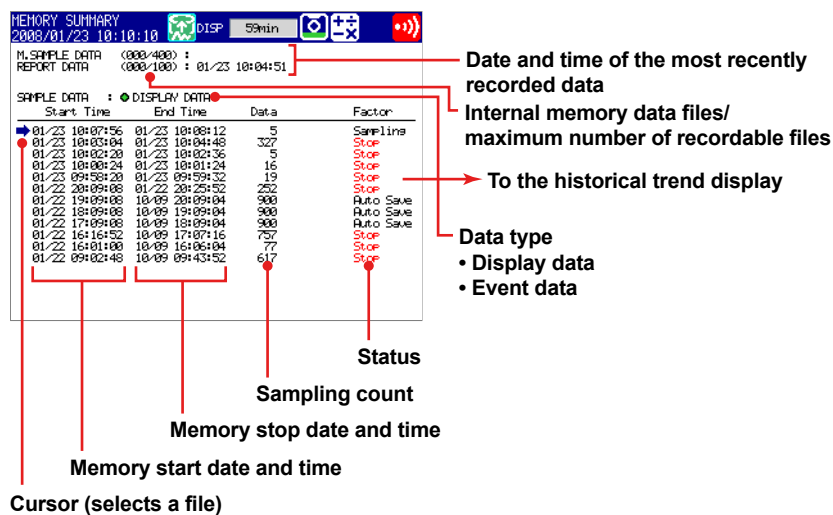 MEMORY SUMMARY
2008/01/23 10:10:10 DISP 59min
M.SAMPLE DATA (000/400) :
REPORT DATA (000/100) : 01/23 10:04:51
SAMPLE DATA : DISPLAY DATA
Start Time End Time Data Factor
01/23 10:07:56 01/23 10:08:12 5 Sampling
01/23 10:03:04 01/23 10:04:48 327 Stop
01/23 10:02:20 01/23 10:02:36 5 Stop
01/23 10:00:24 01/23 10:01:24 16 Stop
01/23 09:58:20 01/23 09:59:32 19 Stop
01/22 20:09:08 01/22 20:25:52 252 Stop
01/22 19:09:08 10/09 20:09:04 900 Auto Save
01/22 18:09:08 10/09 19:09:04 900 Auto Save
01/22 17:09:08 10/09 18:09:04 900 Auto Save
01/22 16:16:52 10/09 17:07:16 757 Stop
01/22 16:01:00 10/09 16:06:04 77 Stop
01/22 09:02:48 10/09 09:43:52 617 Stop
Date and time of the most recently
recorded data
Internal memory data files/
maximum number of recordable files
To the historical trend display
Data type
• Display data
• Event data
Status
Sampling count
Memory stop date and time
Memory start date and time
Cursor (selects a file)